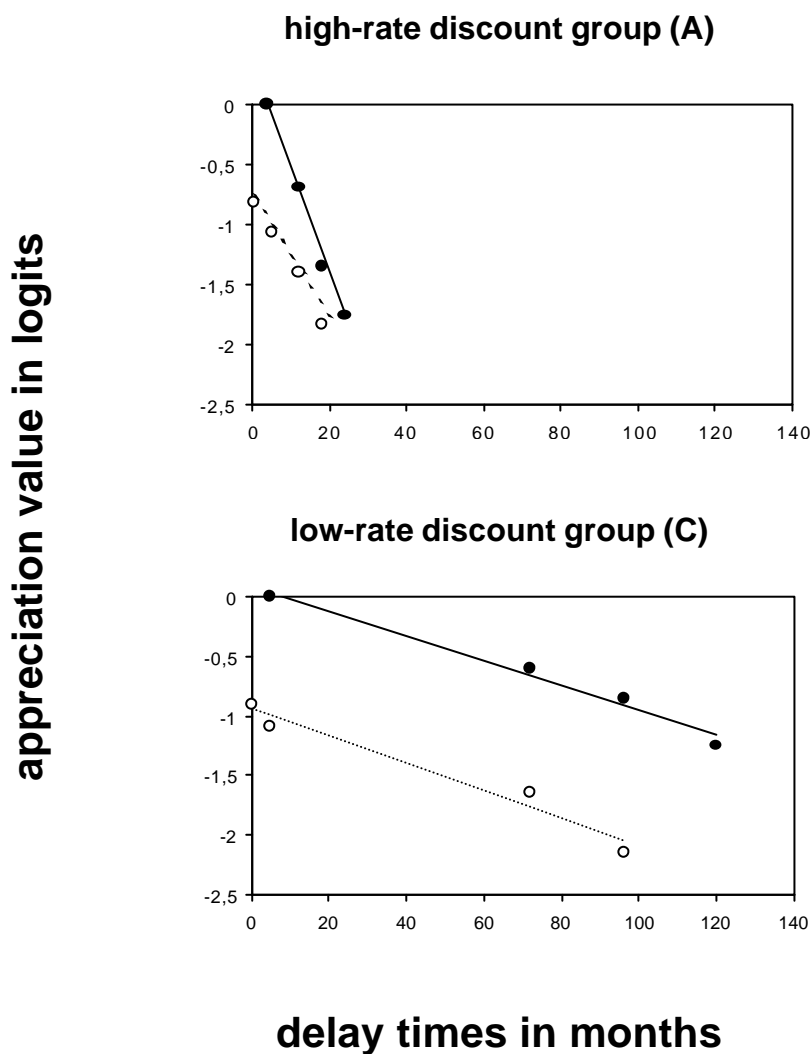 high-rate discount group (A)
0
-0,5
-1
-1,5
-2
-2,5
0 20 40 60 80 100 120 140
low-rate discount group (C)
0
-0,5
-1
-1,5
-2
-2,5
0 20 40 60 80 100 120 140
appreciation value in logits
delay times in months